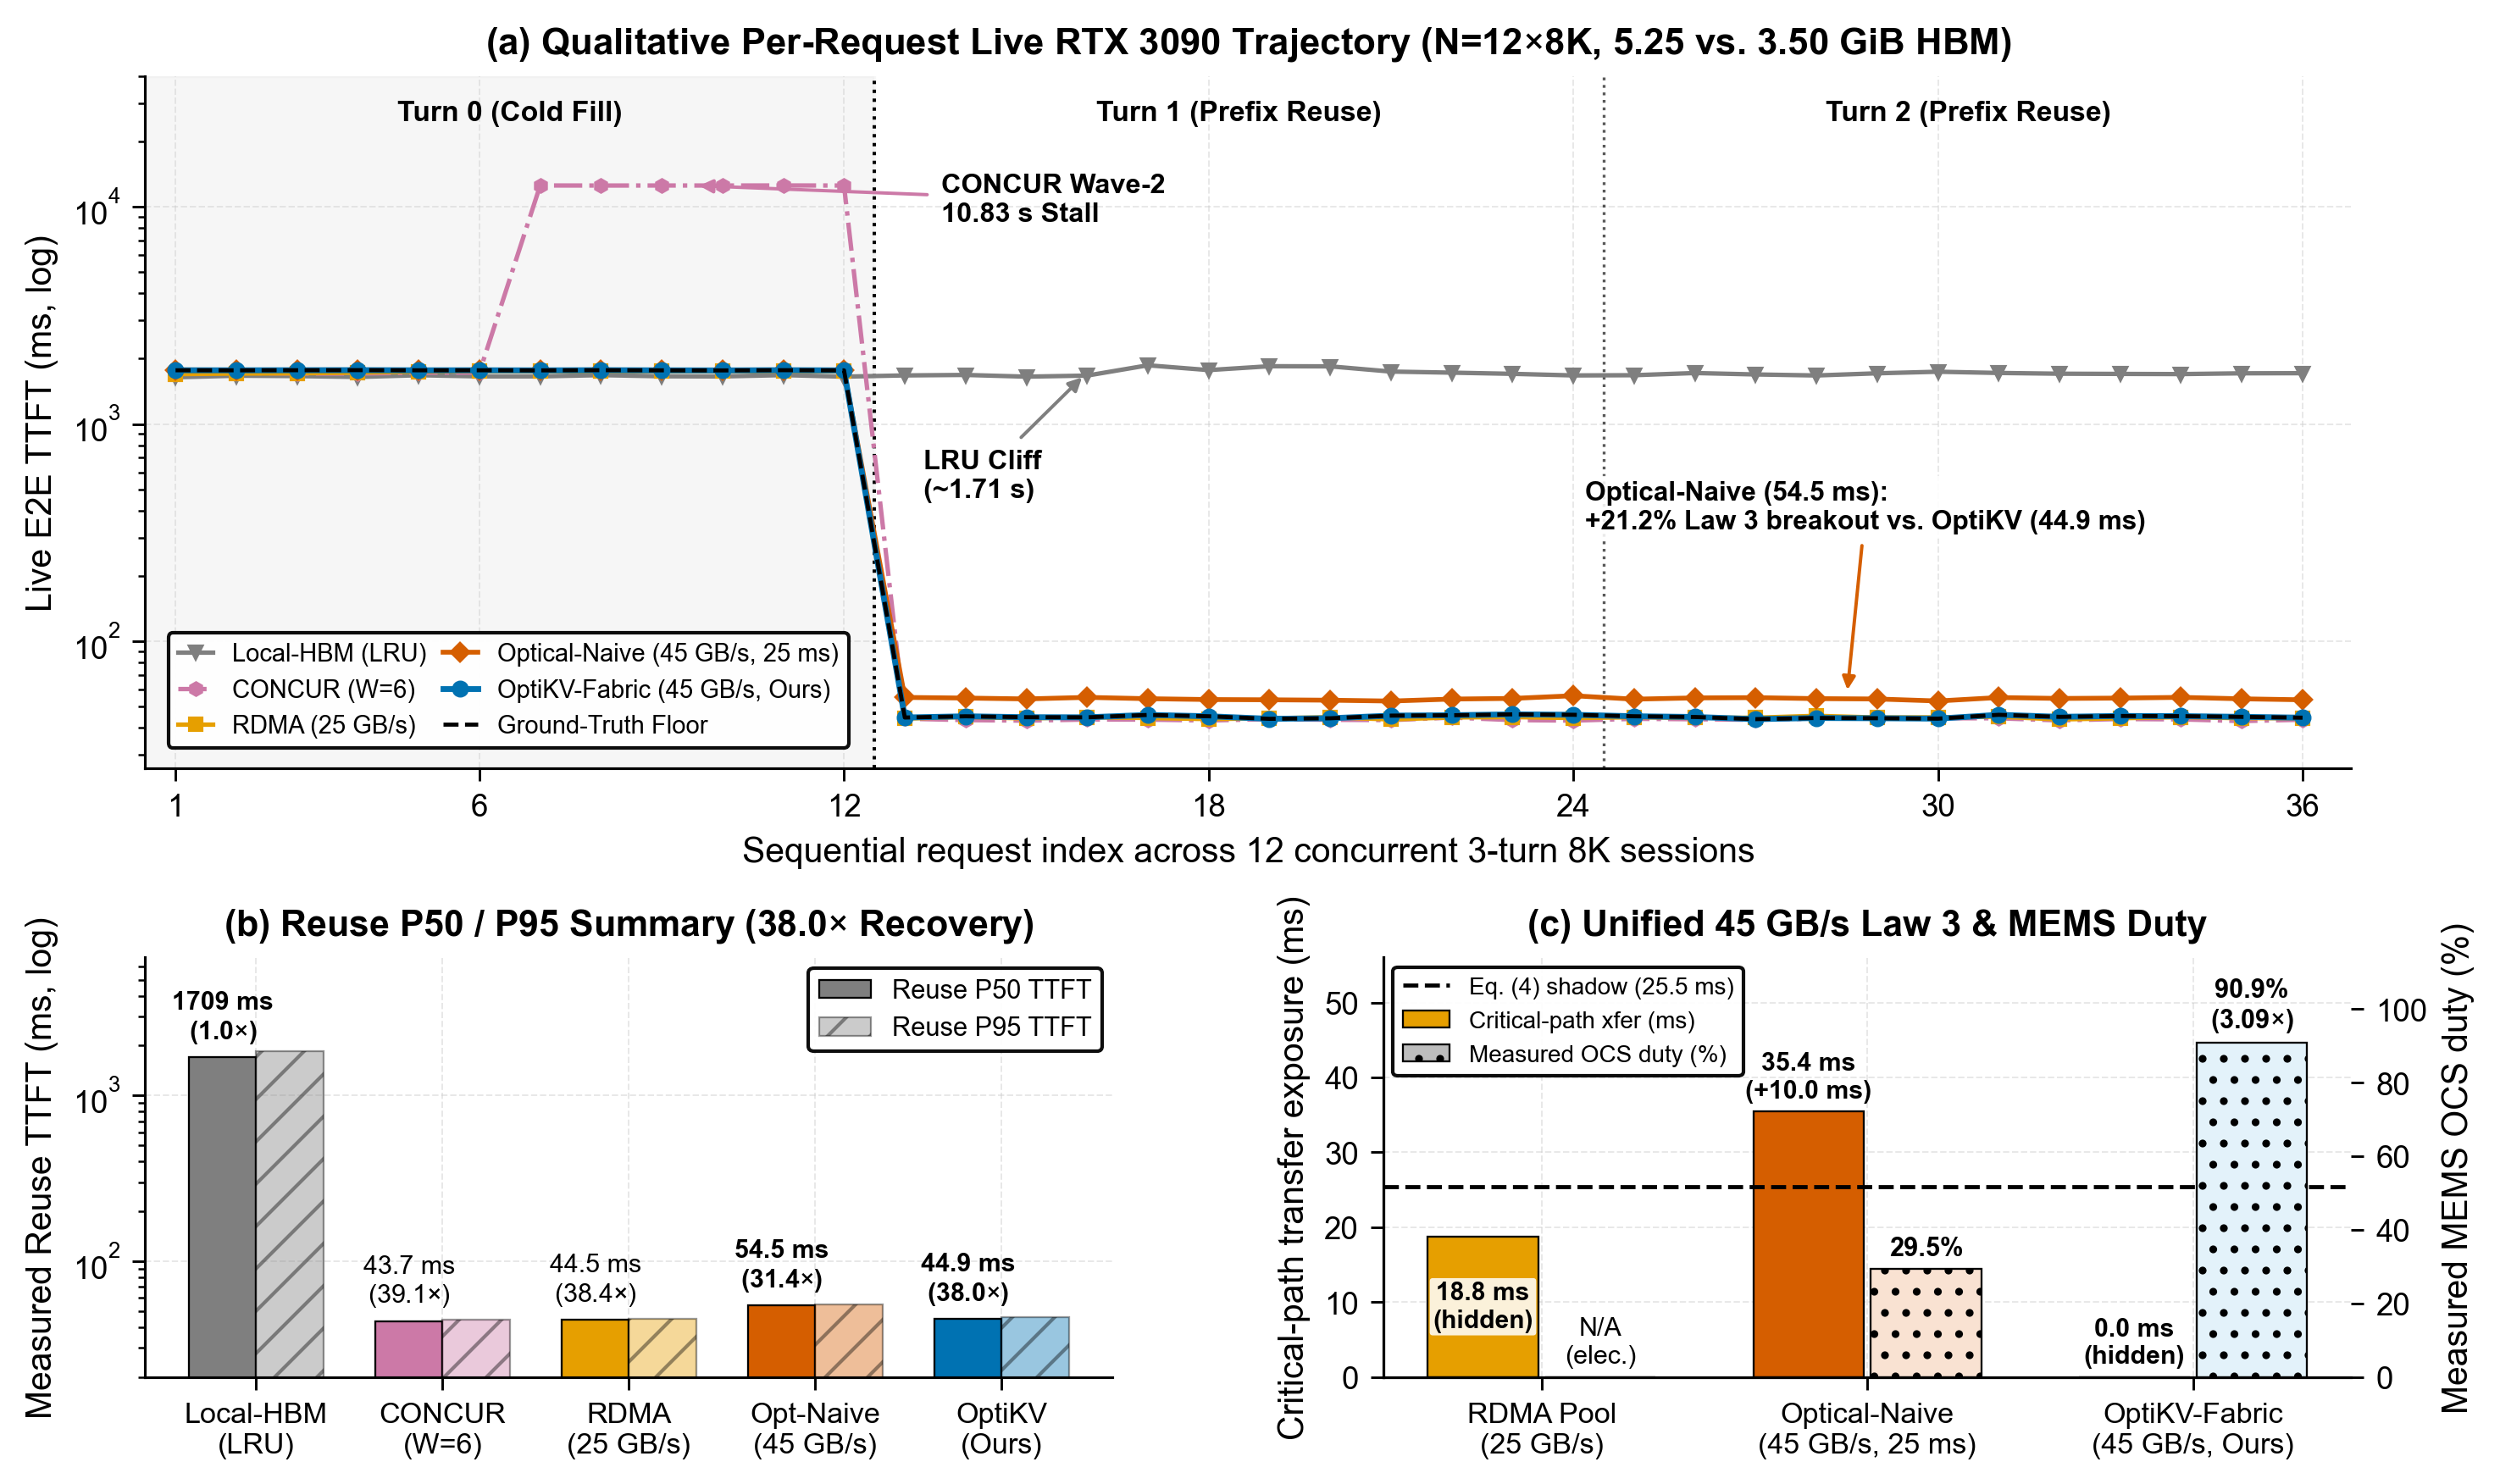 (a) Qualitative Per-Request Live RTX 3090 Trajectory (N=12×8K, 5.25 vs. 3.50 GiB HBM)
Turn 0 (Cold Fill)
Turn 1 (Prefix Reuse)
Turn 2 (Prefix Reuse)
CONCUR Wave-2
10.83 s Stall
LRU Cliff
(~1.71 s)
Optical-Naive (54.5 ms):
+21.2% Law 3 breakout vs. OptiKV (44.9 ms)
Live E2E TTFT (ms, log)
10^4
10^3
10^2
Local-HBM (LRU)
CONCUR (W=6)
RDMA (25 GB/s)
Optical-Naive (45 GB/s, 25 ms)
OptiKV-Fabric (45 GB/s, Ours)
Ground-Truth Floor
1
6
12
18
24
30
36
Sequential request index across 12 concurrent 3-turn 8K sessions
(b) Reuse P50 / P95 Summary (38.0× Recovery)
Measured Reuse TTFT (ms, log)
10^3
10^2
Reuse P50 TTFT
Reuse P95 TTFT
1709 ms
(1.0×)
43.7 ms
(39.1×)
44.5 ms
(38.4×)
54.5 ms
(31.4×)
44.9 ms
(38.0×)
Local-HBM
(LRU)
CONCUR
(W=6)
RDMA
(25 GB/s)
Opt-Naive
(45 GB/s)
OptiKV
(Ours)
(c) Unified 45 GB/s Law 3 & MEMS Duty
Critical-path transfer exposure (ms)
50
40
30
20
10
0
Eq. (4) shadow (25.5 ms)
Critical-path xfer (ms)
Measured OCS duty (%)
18.8 ms
(hidden)
N/A
(elec.)
35.4 ms
(+10.0 ms)
29.5%
0.0 ms
(hidden)
90.9%
(3.09×)
100
80
60
40
20
0
Measured MEMS OCS duty (%)
RDMA Pool
(25 GB/s)
Optical-Naive
(45 GB/s, 25 ms)
OptiKV-Fabric
(45 GB/s, Ours)